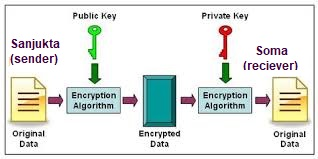 Public Key
Private Key
Sanjukta
(sender)
Soma
(reciever)
Encryption
Algorithm
Encryption
Algorithm
Original
Data
Encrypted
Data
Original
Data